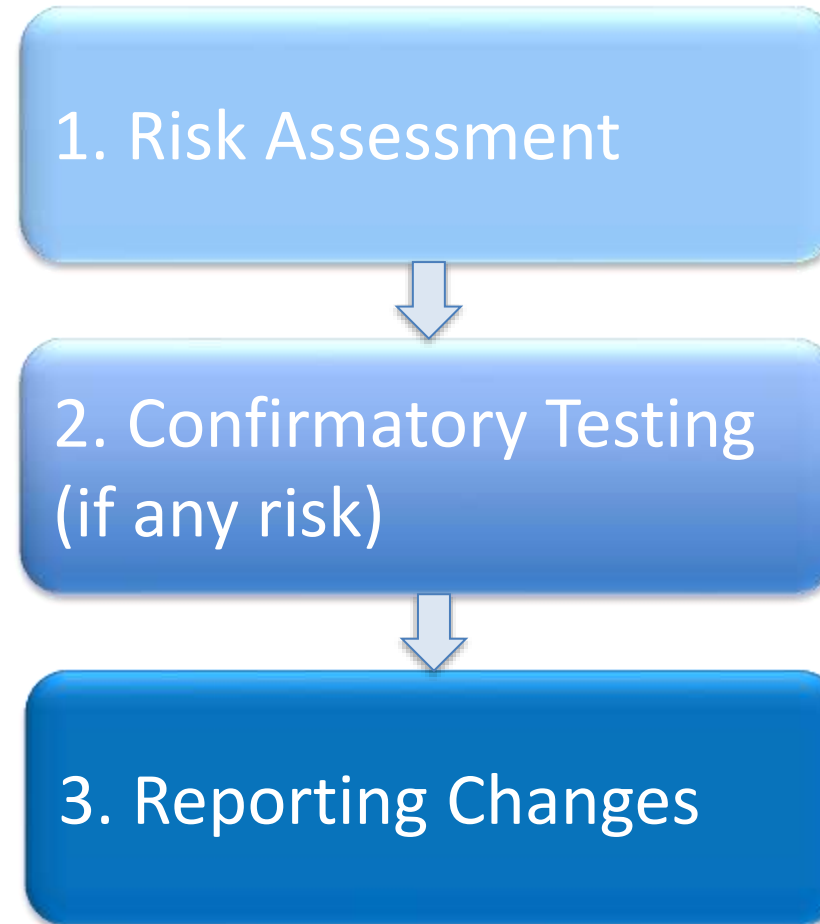 1. Risk Assessment
2. Confirmatory Testing
(if any risk)
3. Reporting Changes